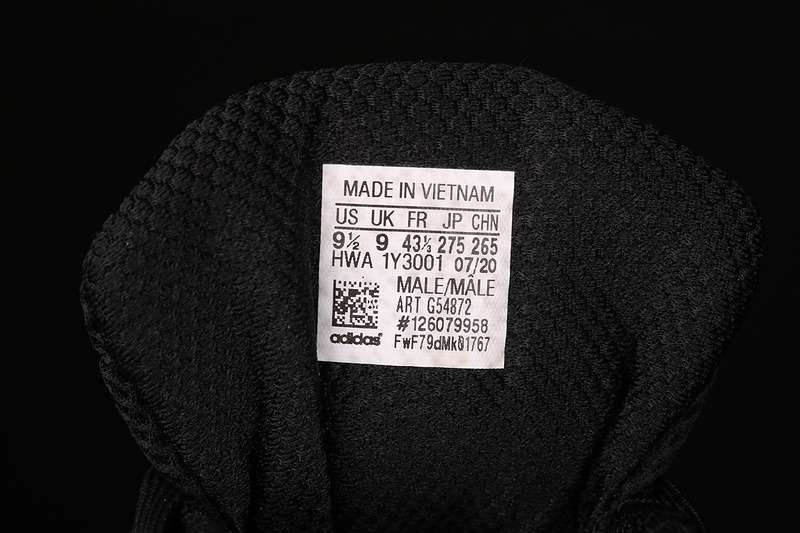 MADE IN VIETNAM
US UK FR JP CHN
9½ 9 43⅓ 275 265
HWA 1Y3001 07/20
MALE/MÂLE
ART G54872
#126079958
adidas® FwF79dMk01767